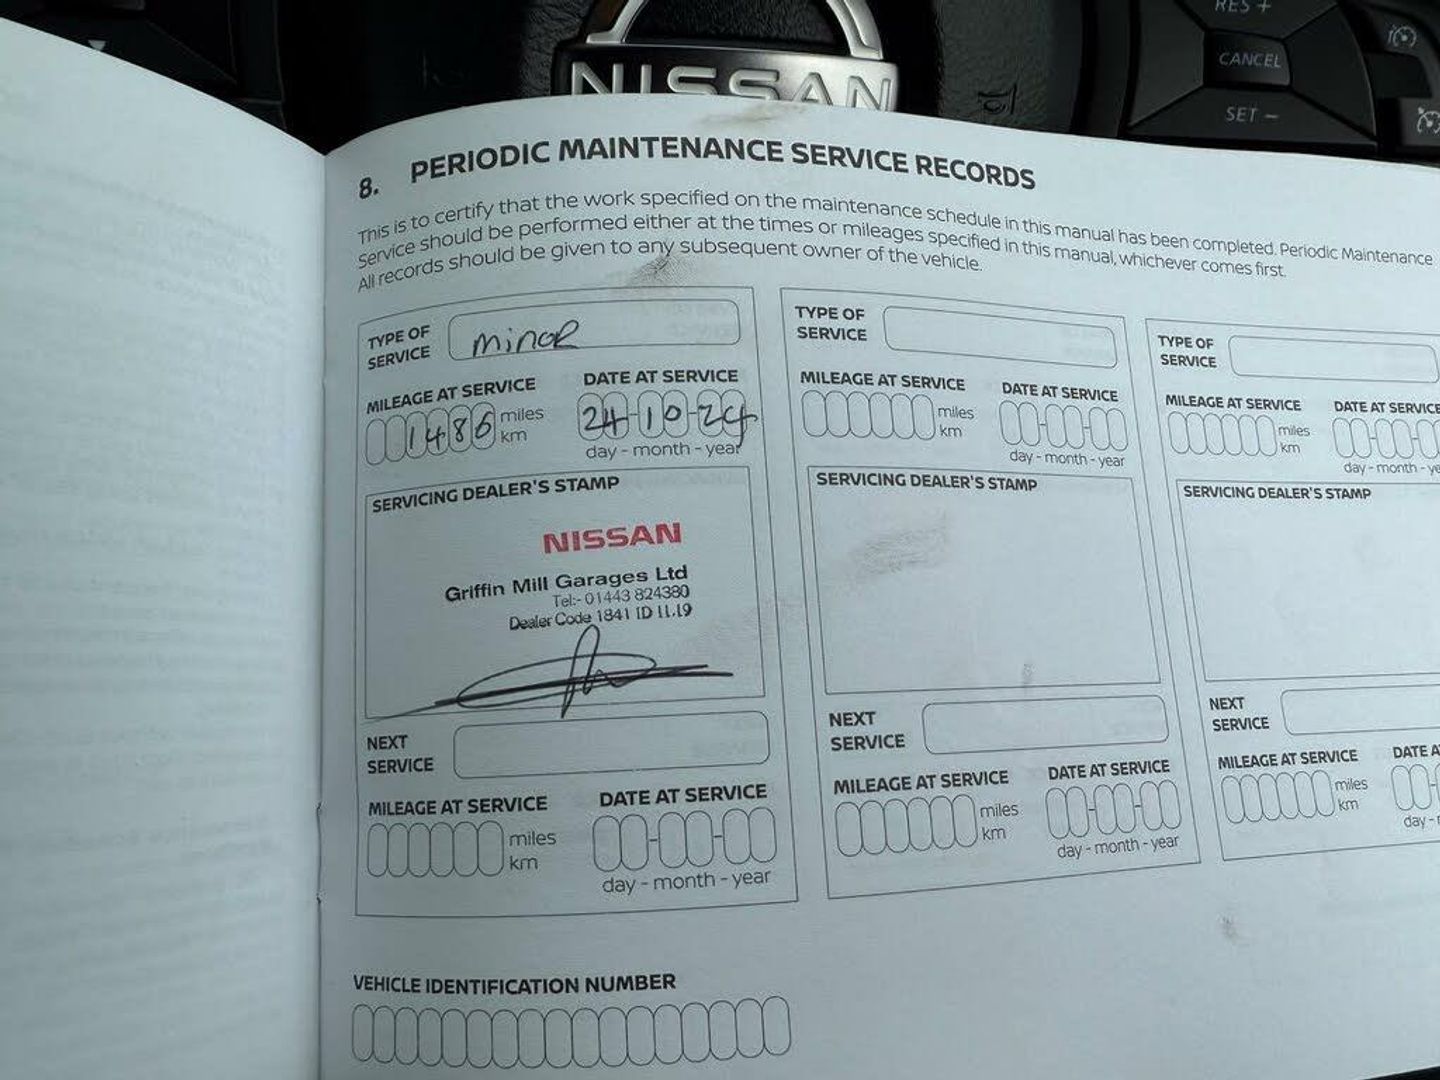 RES +
CANCEL
SET –
NISSAN
8. PERIODIC MAINTENANCE SERVICE RECORDS
This is to certify that the work specified on the maintenance schedule in this manual has been completed. Periodic Maintenance
Service should be performed either at the times or mileages specified in this manual, whichever comes first.
All records should be given to any subsequent owner of the vehicle.
TYPE OF
SERVICE
minor
MILEAGE AT SERVICE
1486
miles
km
DATE AT SERVICE
24-10-24
day - month - year
SERVICING DEALER'S STAMP
NISSAN
Griffin Mill Garages Ltd
Tel:- 01443 824380
Dealer Code 1841 ID 11.19
NEXT
SERVICE
MILEAGE AT SERVICE
miles
km
DATE AT SERVICE
day - month - year
TYPE OF
SERVICE
MILEAGE AT SERVICE
miles
km
DATE AT SERVICE
day - month - year
SERVICING DEALER'S STAMP
NEXT
SERVICE
MILEAGE AT SERVICE
miles
km
DATE AT SERVICE
day - month - year
TYPE OF
SERVICE
MILEAGE AT SERVICE
miles
km
DATE AT SERVICE
day - month - ye
SERVICING DEALER'S STAMP
NEXT
SERVICE
MILEAGE AT SERVICE
miles
km
DATE A
day -
VEHICLE IDENTIFICATION NUMBER